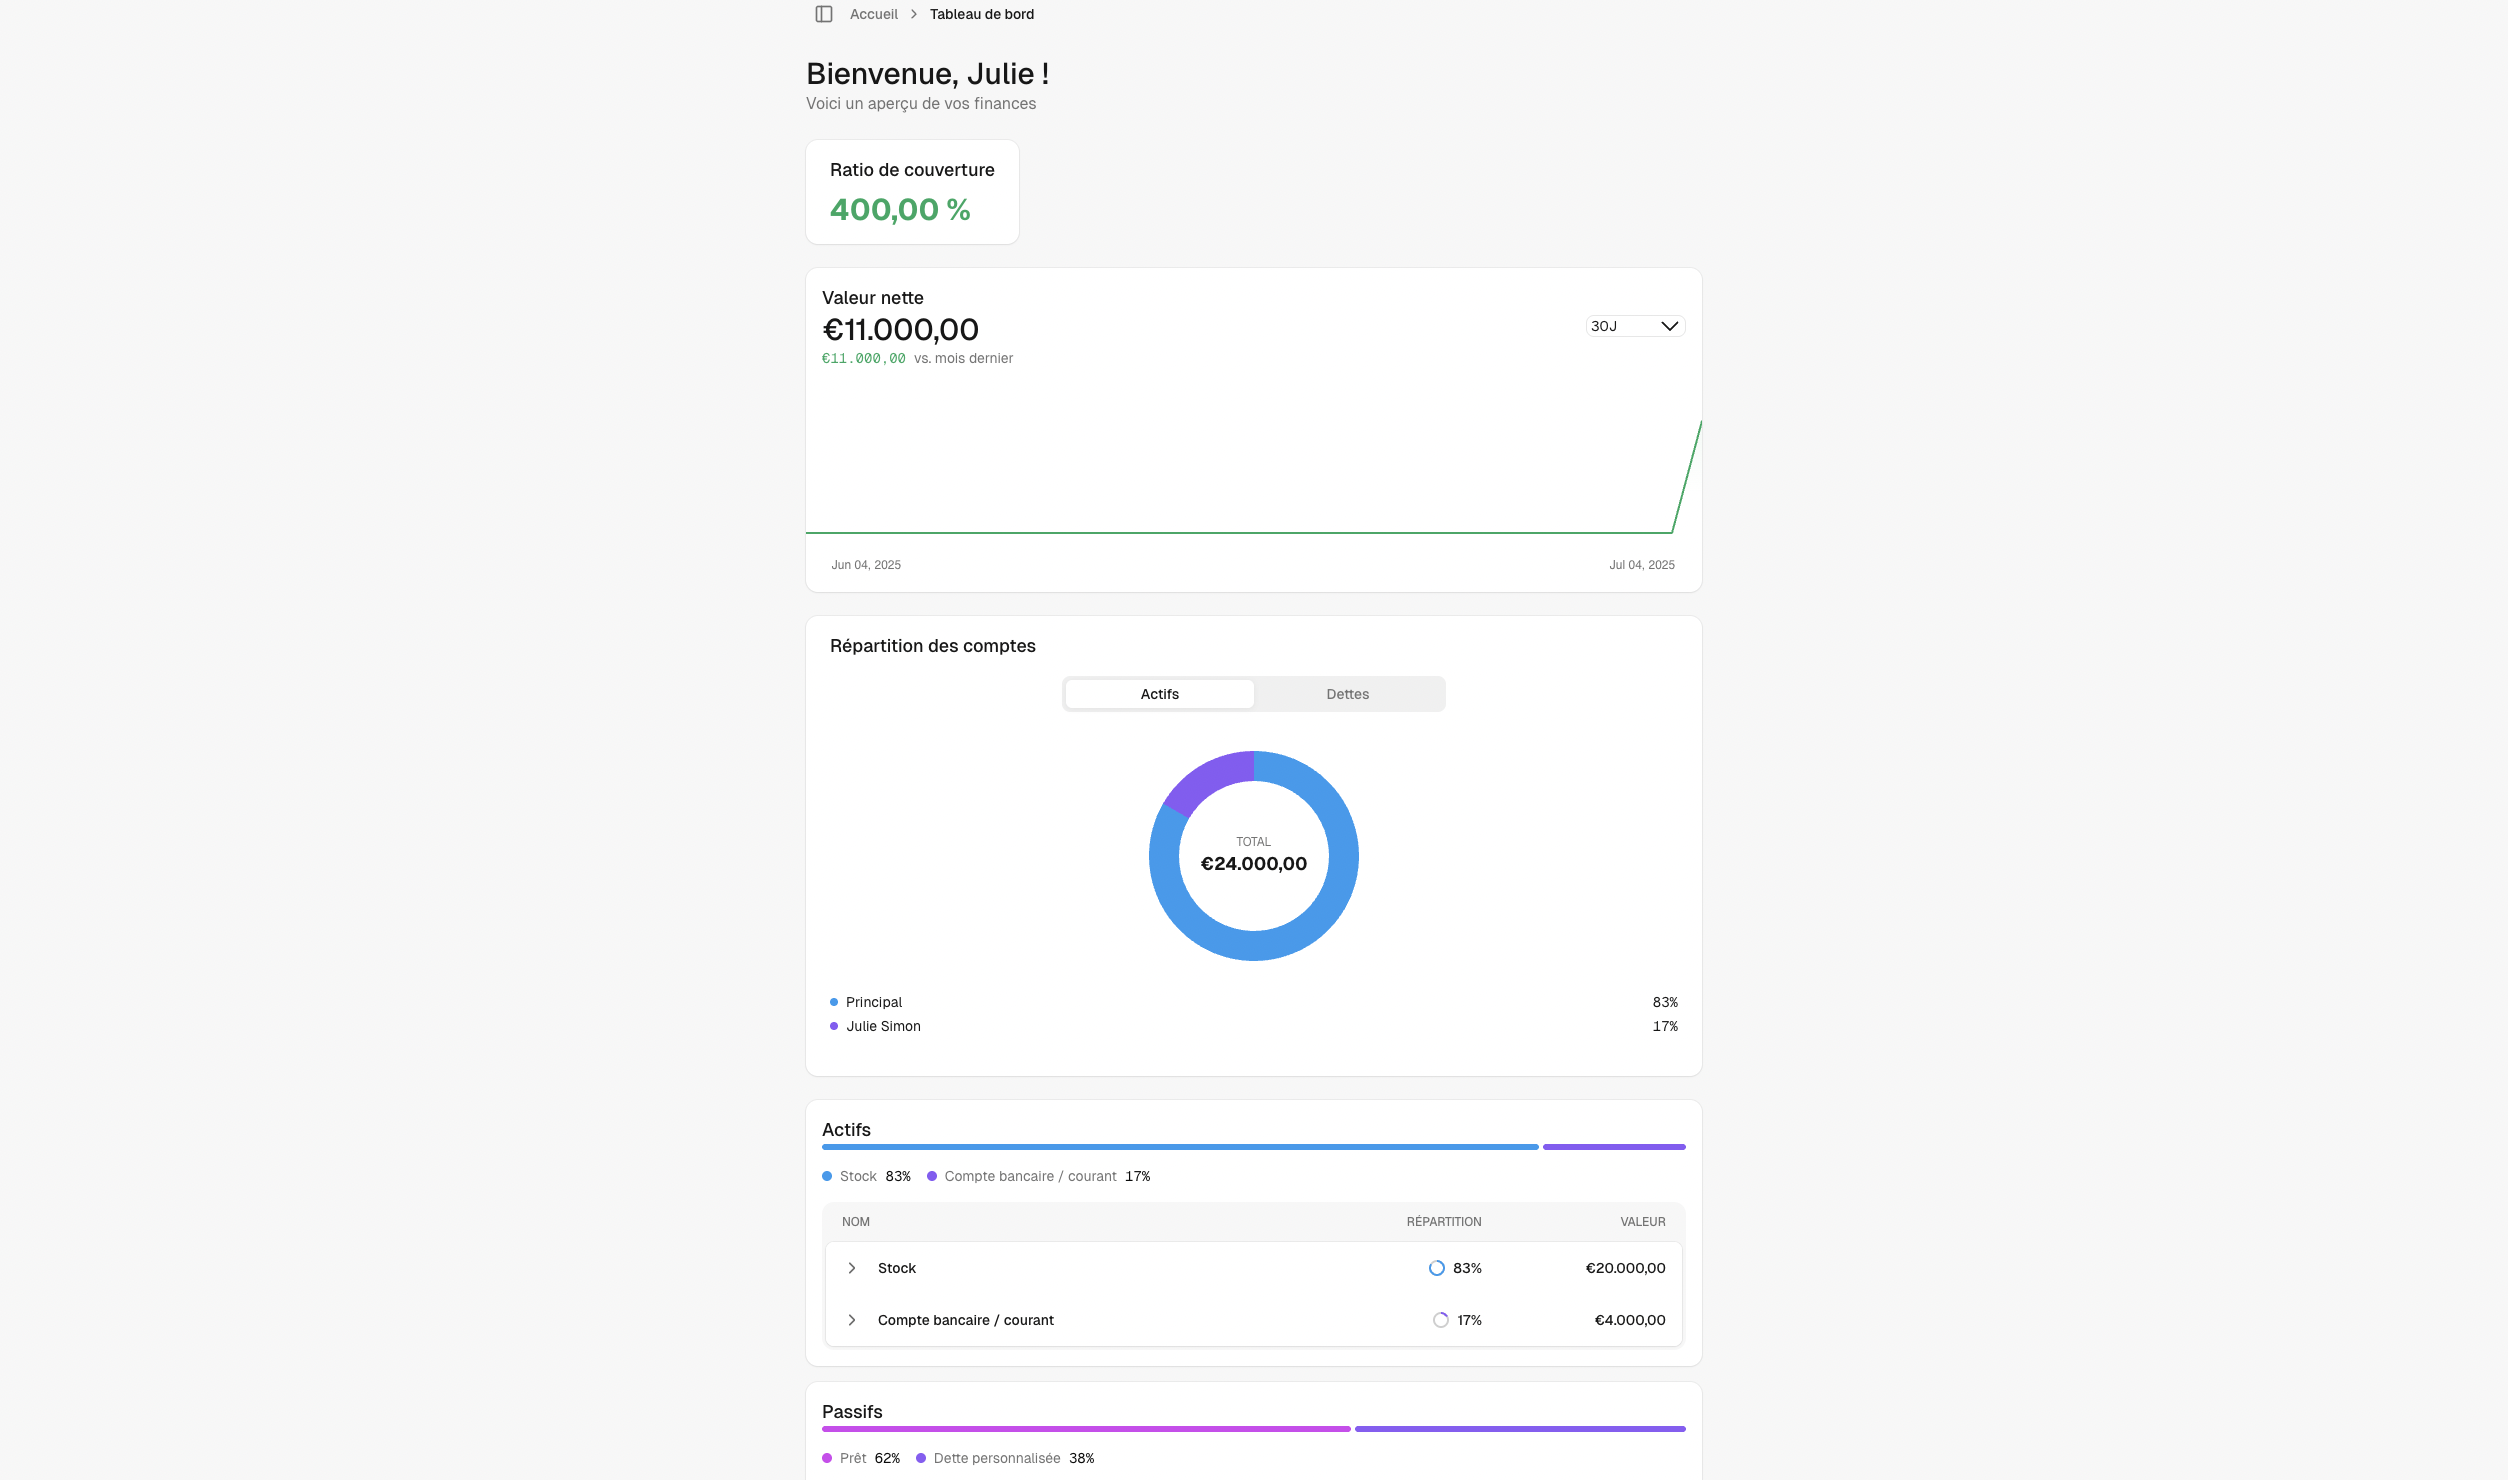 Accueil > Tableau de bord
Bienvenue, Julie !
Voici un aperçu de vos finances
Ratio de couverture
400,00 %
Valeur nette
€11.000,00
30J
€11.000,00 vs. mois dernier
Jun 04, 2025 Jul 04, 2025
Répartition des comptes
Actifs Dettes
TOTAL
€24.000,00
Principal 83%
Julie Simon 17%
Actifs
Stock 83% Compte bancaire / courant 17%
NOM RÉPARTITION VALEUR
Stock 83% €20.000,00
Compte bancaire / courant 17% €4.000,00
Passifs
Prêt 62% Dette personnalisée 38%